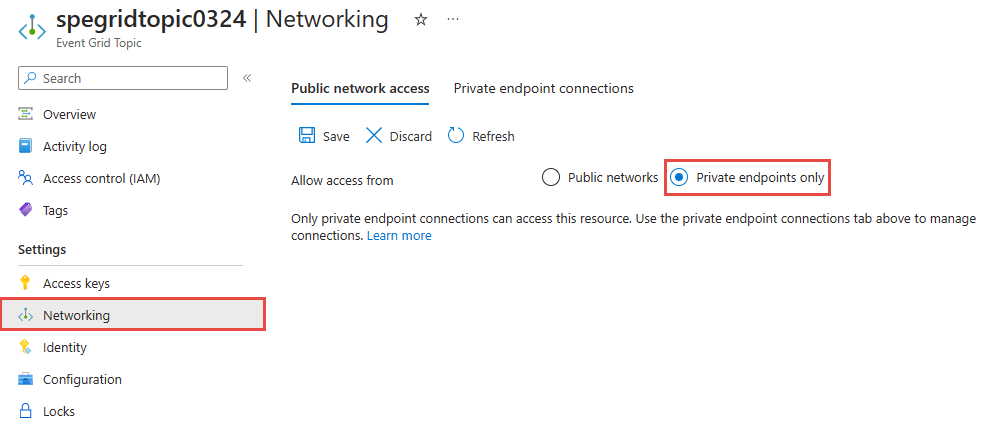 spegridtopic0324 | Networking
Event Grid Topic
Search
Overview
Activity log
Access control (IAM)
Tags
Settings
Access keys
Networking
Identity
Configuration
Locks
Public network access Private endpoint connections
Save Discard Refresh
Allow access from Public networks Private endpoints only
Only private endpoint connections can access this resource. Use the private endpoint connections tab above to manage
connections. Learn more